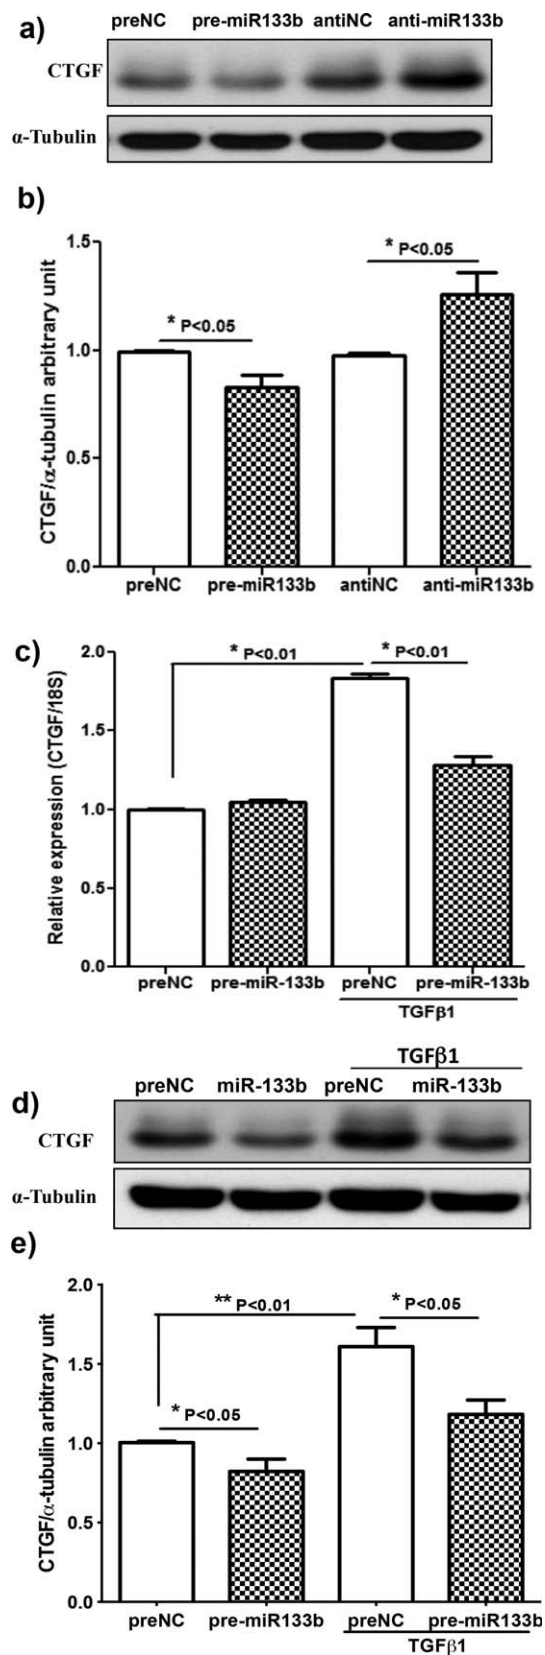 a)
preNC pre-miR133b antiNC anti-miR133b
CTGF
α-Tubulin
b)
CTGF/α-tubulin arbitrary unit
1.5
1.0
0.5
0.0
* P<0.05
* P<0.05
preNC pre-miR133b antiNC anti-miR133b
c)
Relative expression (CTGF/18S)
2.0
1.5
1.0
0.5
0.0
* P<0.01
* P<0.01
preNC pre-miR-133b preNC pre-miR-133b
TGFβ1
TGFβ1
preNC miR-133b preNC miR-133b
d)
CTGF
α-Tubulin
e)
CTGF/α-tubulin arbitrary unit
2.0
1.5
1.0
0.5
0.0
** P<0.01
* P<0.05
* P<0.05
preNC pre-miR133b preNC pre-miR133b
TGFβ1